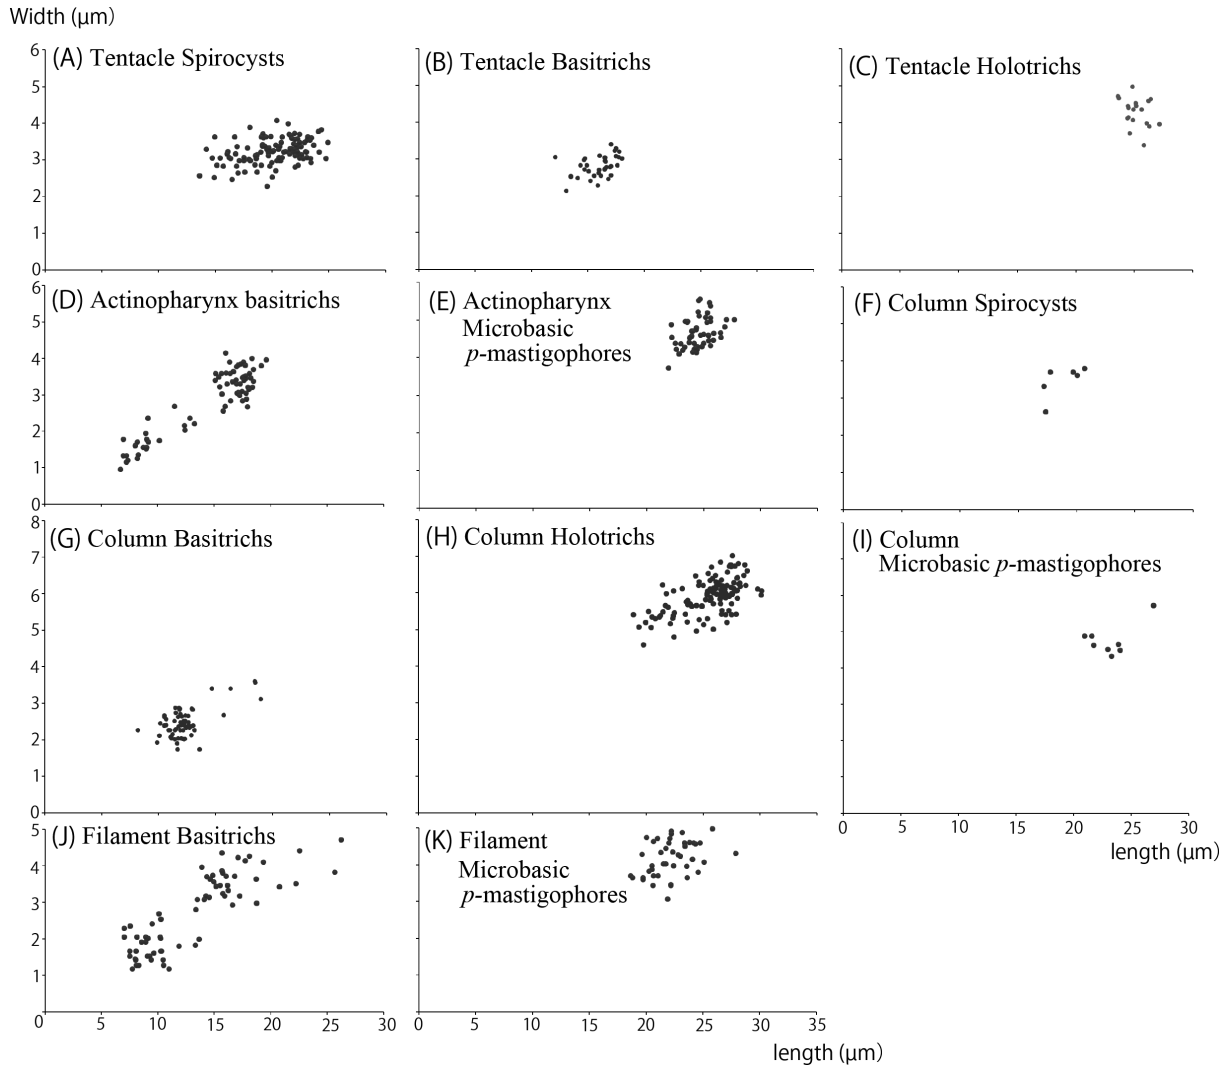 Width (μm)
6 (A) Tentacle Spirocysts
5
4
3
2
1
0
(B) Tentacle Basitrichs
(C) Tentacle Holotrichs
6
(D) Actinopharynx basitrichs
5
4
3
2
1
0
(E) Actinopharynx
Microbasic
p-mastigophores
(F) Column Spirocysts
8
(G) Column Basitrichs
7
6
5
4
3
2
1
0
(H) Column Holotrichs
(I) Column
Microbasic p-mastigophores
0 5 10 15 20 25 30
length (μm)
5 (J) Filament Basitrichs
4
3
2
1
0 5 10 15 20 25 30
(K) Filament
Microbasic
p-mastigophores
0 5 10 15 20 25 30 35
length (μm)